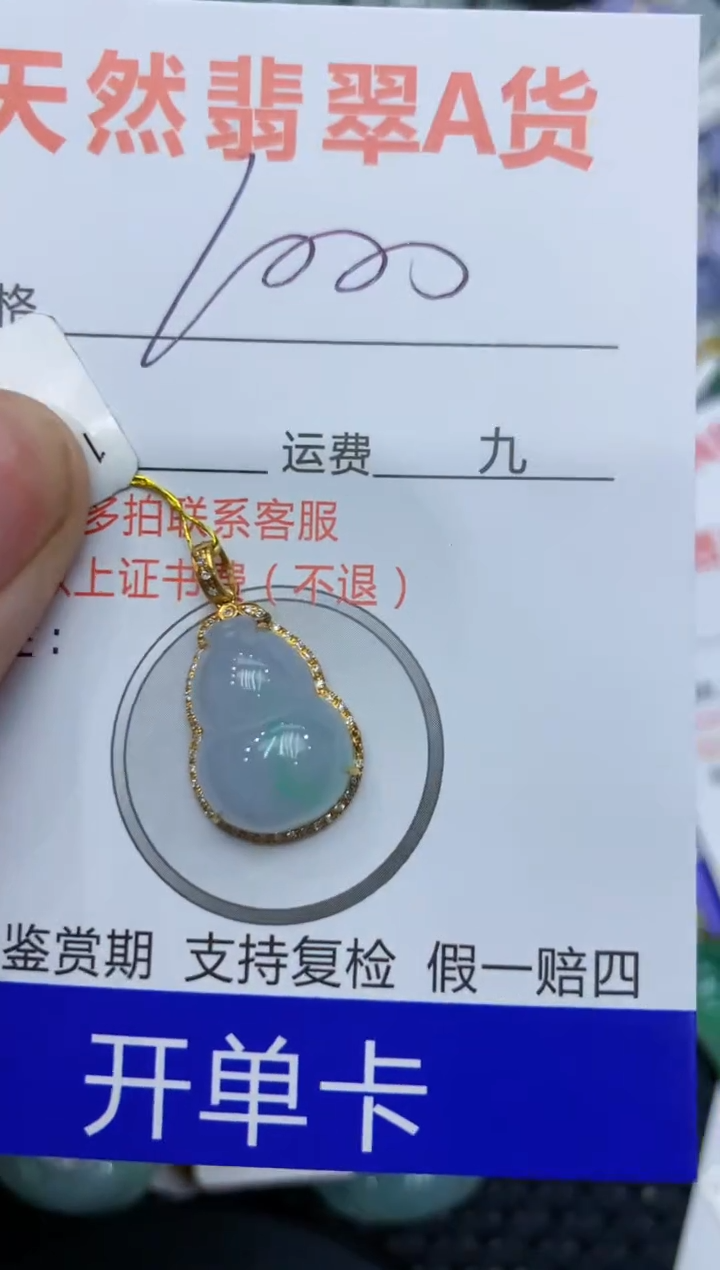 天然翡翠A货
格
1
运费 九
多拍联系客服
上证书费（不退）
：
鉴赏期 支持复检 假一赔四
开单卡